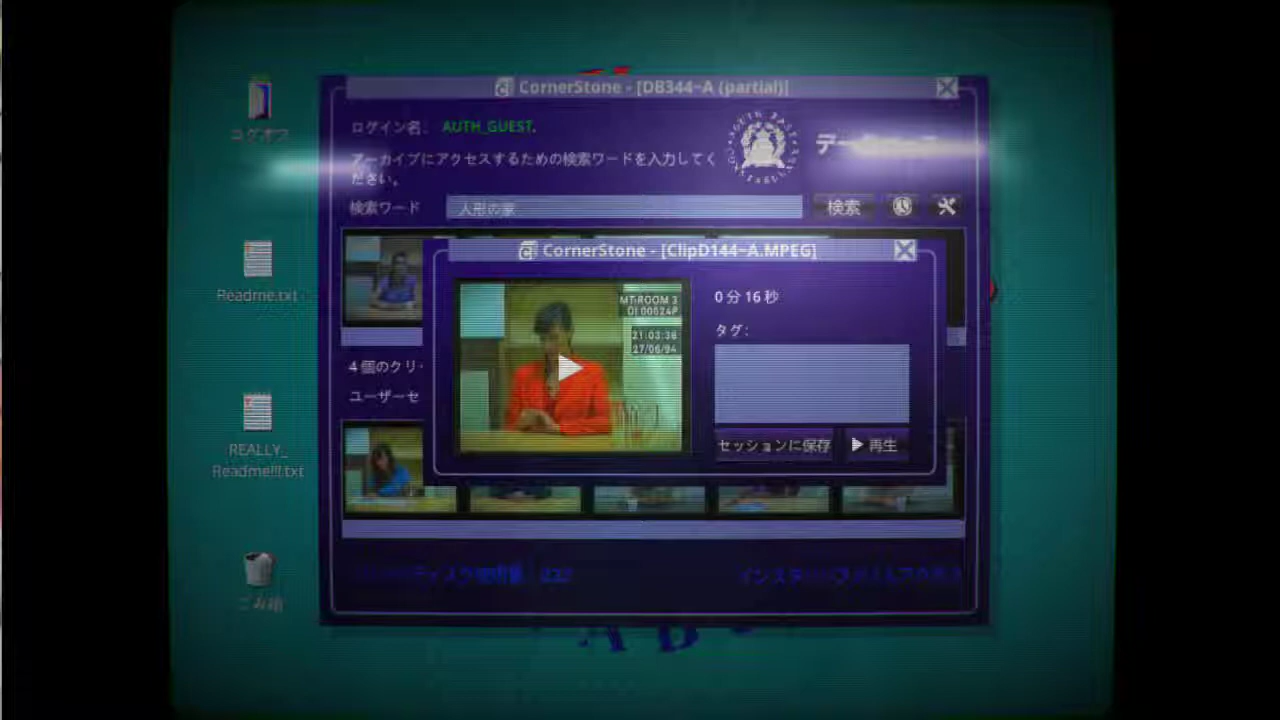 CornerStone - [DB344~A (partial)]
ログイン名: AUTH_GUEST.
アーカイブにアクセスするための検索ワードを入力してく
ださい。
検索ワード
人形の家
検索
CornerStone - [ClipD144~A.MPEG]
MT:ROOM 3
21:03:36
27/06/94
0 分 16 秒
タグ:
セッションに保存
再生
4 個のクリ
ユーザーセ
ログオフ
Readme.txt
REALLY_
Readme!!!.txt
ごみ箱